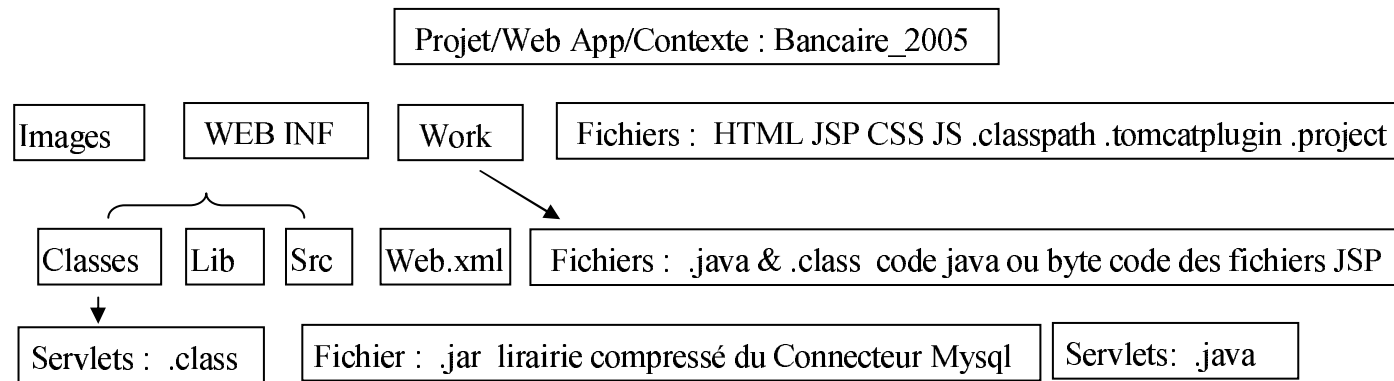 Projet/Web App/Contexte : Bancaire_2005
Images
WEB INF
Work
Fichiers : HTML JSP CSS JS .classpath .tomcatplugin .project
Classes
Lib
Src
Web.xml
Fichiers : .java & .class code java ou byte code des fichiers JSP
Servlets : .class
Fichier : .jar lirairie compressé du Connecteur Mysql
Servlets: .java